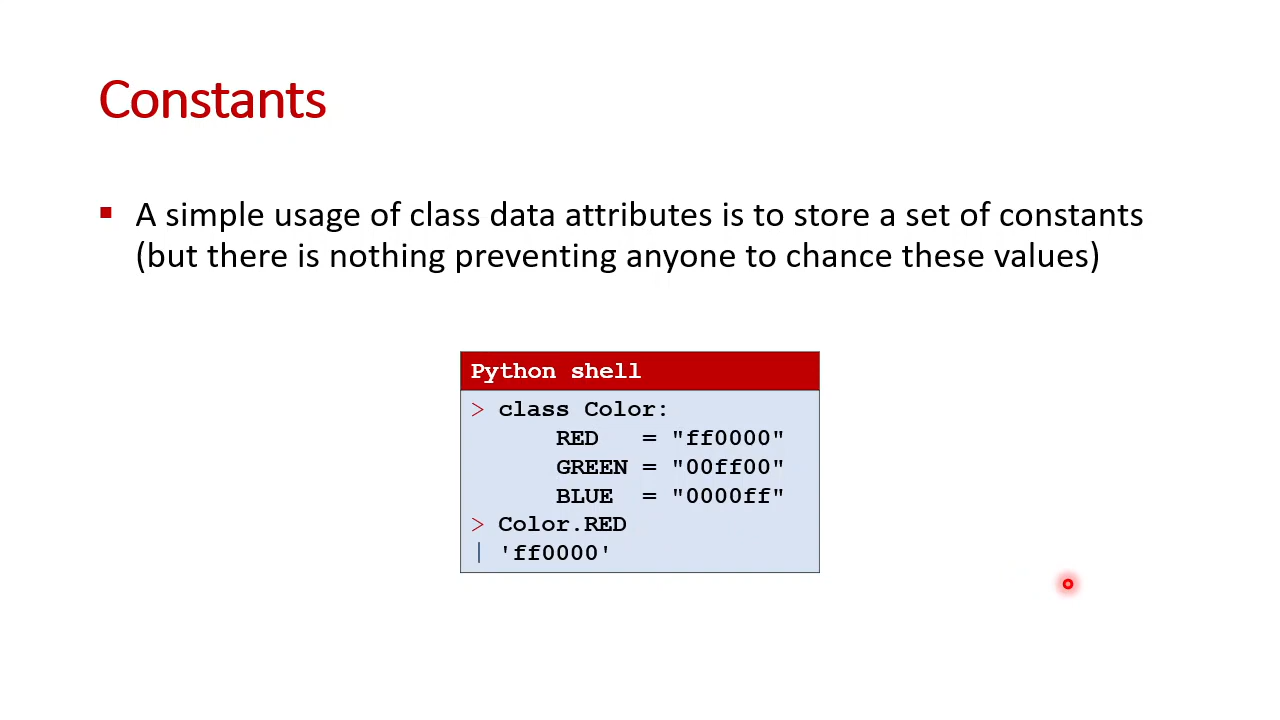 Constants
▪ A simple usage of class data attributes is to store a set of constants
(but there is nothing preventing anyone to chance these values)
Python shell
> class Color:
RED   = "ff0000"
GREEN = "00ff00"
BLUE  = "0000ff"
> Color.RED
| 'ff0000'